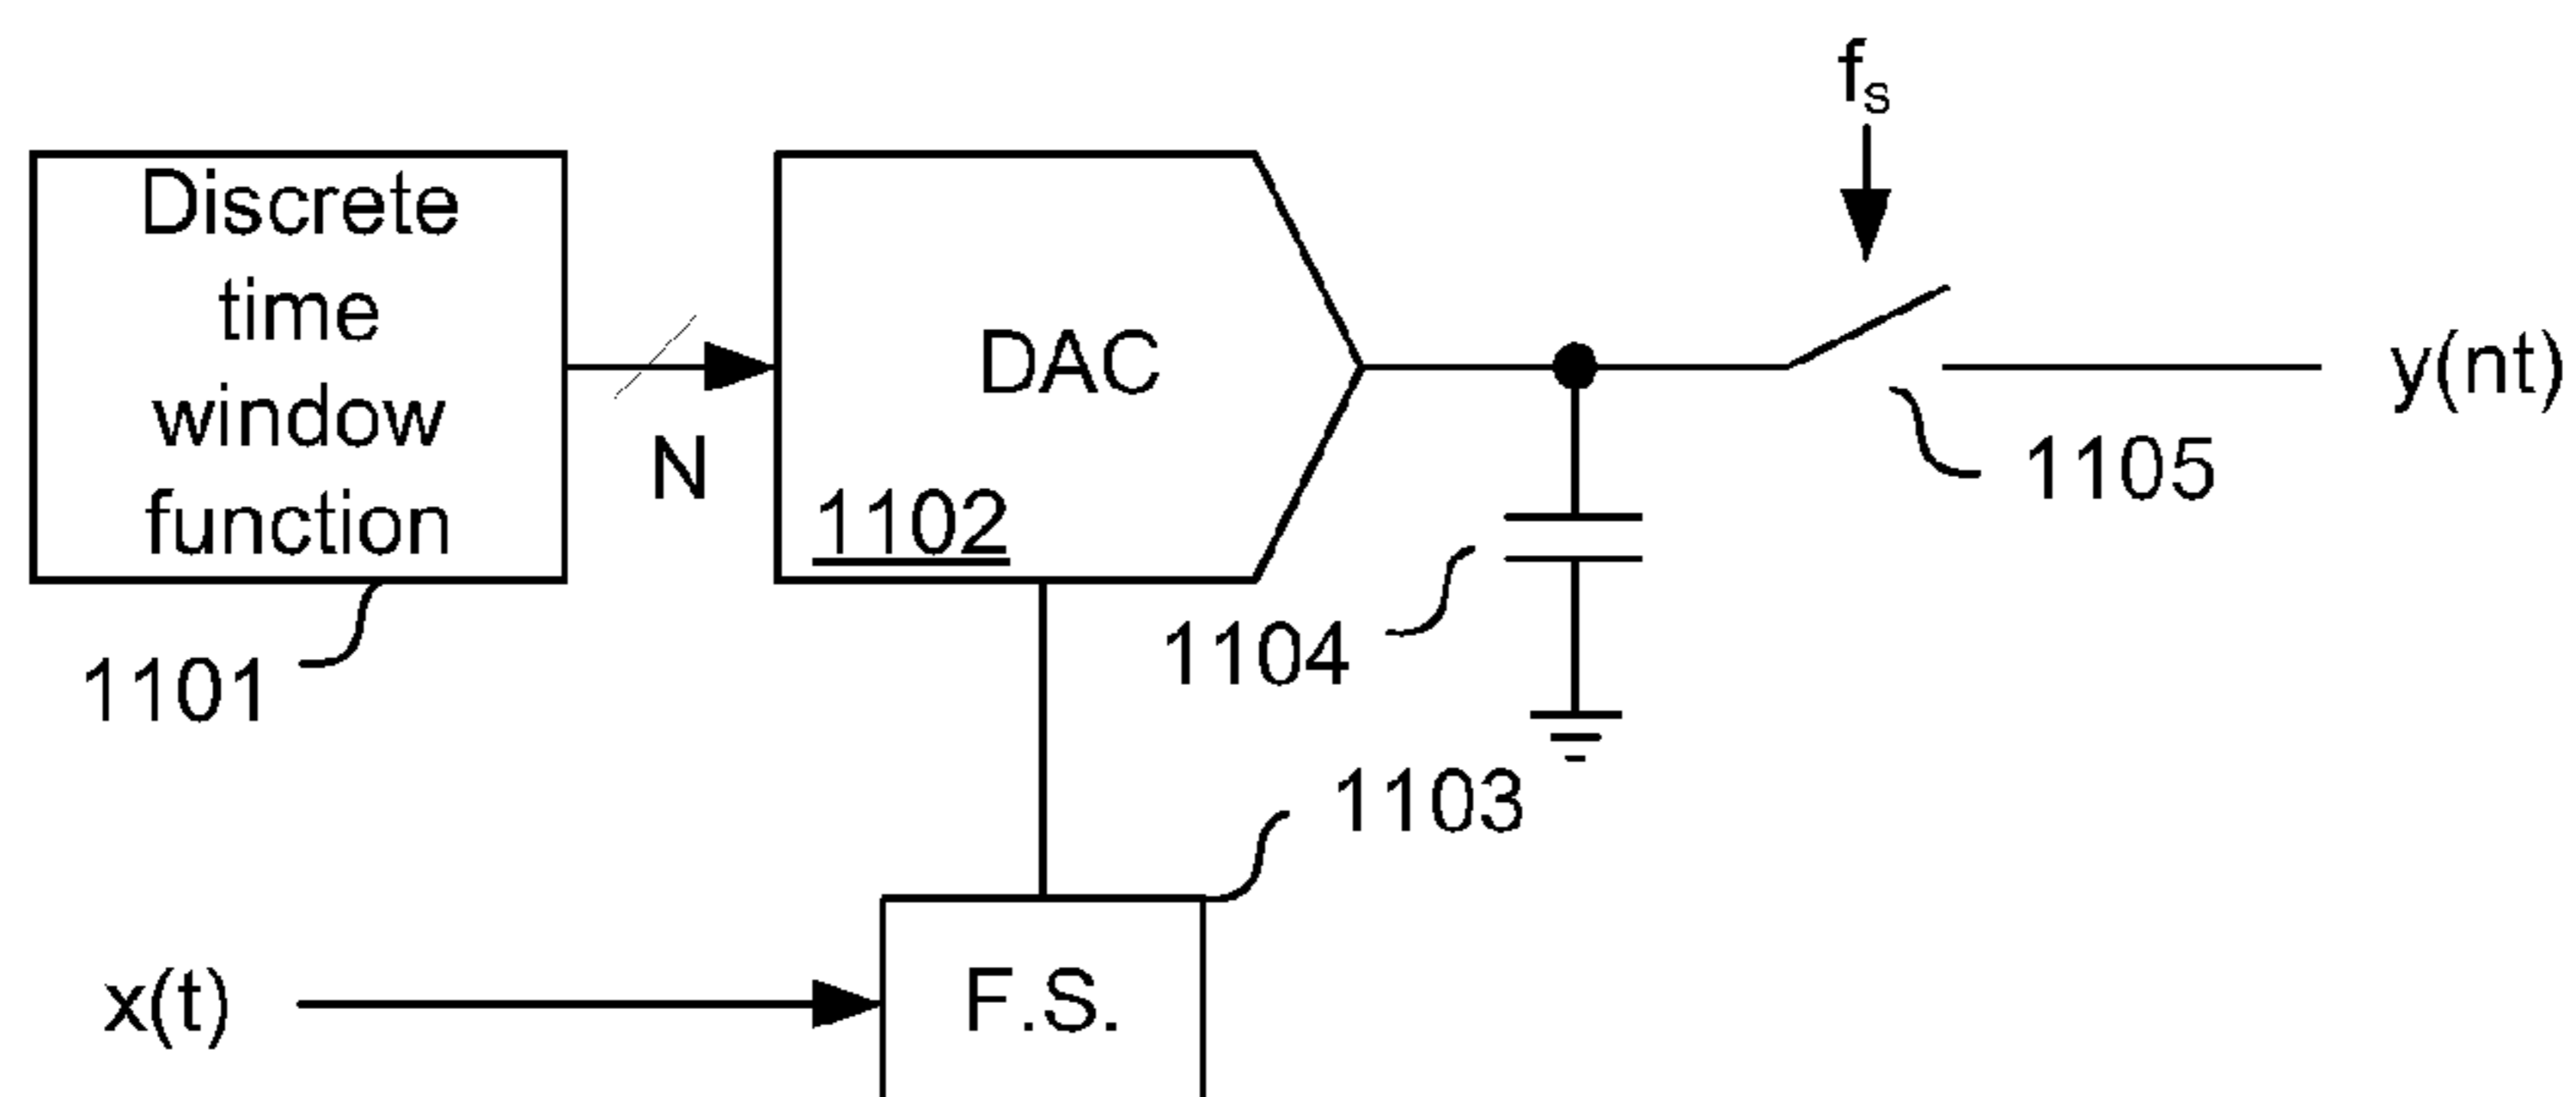 fs
Discrete
time
window
function
N
DAC
1102
y(nt)
1105
1104
1101
1103
x(t)
F.S.